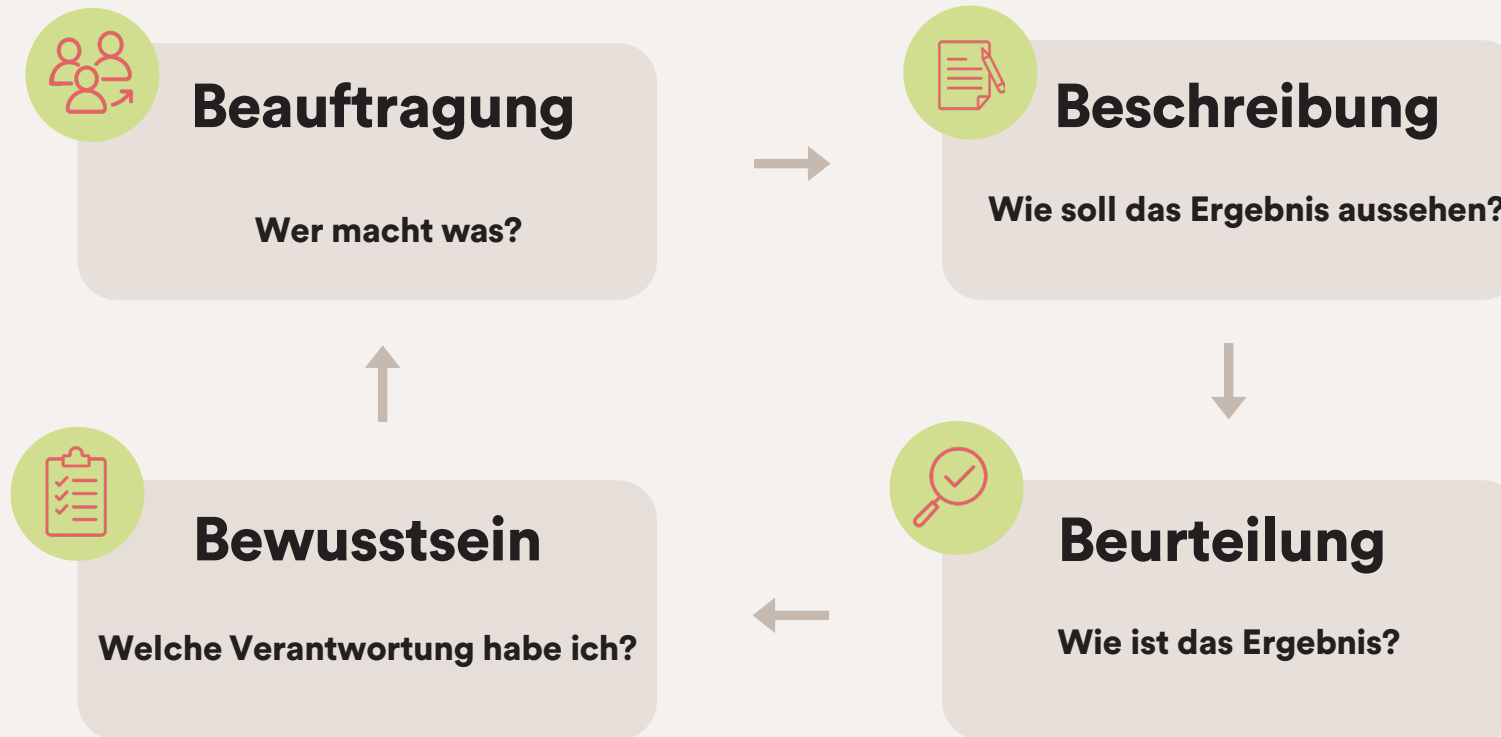 Beauftragung
Wer macht was?
Beschreibung
Wie soll das Ergebnis aussehen?
Bewusstsein
Welche Verantwortung habe ich?
Beurteilung
Wie ist das Ergebnis?